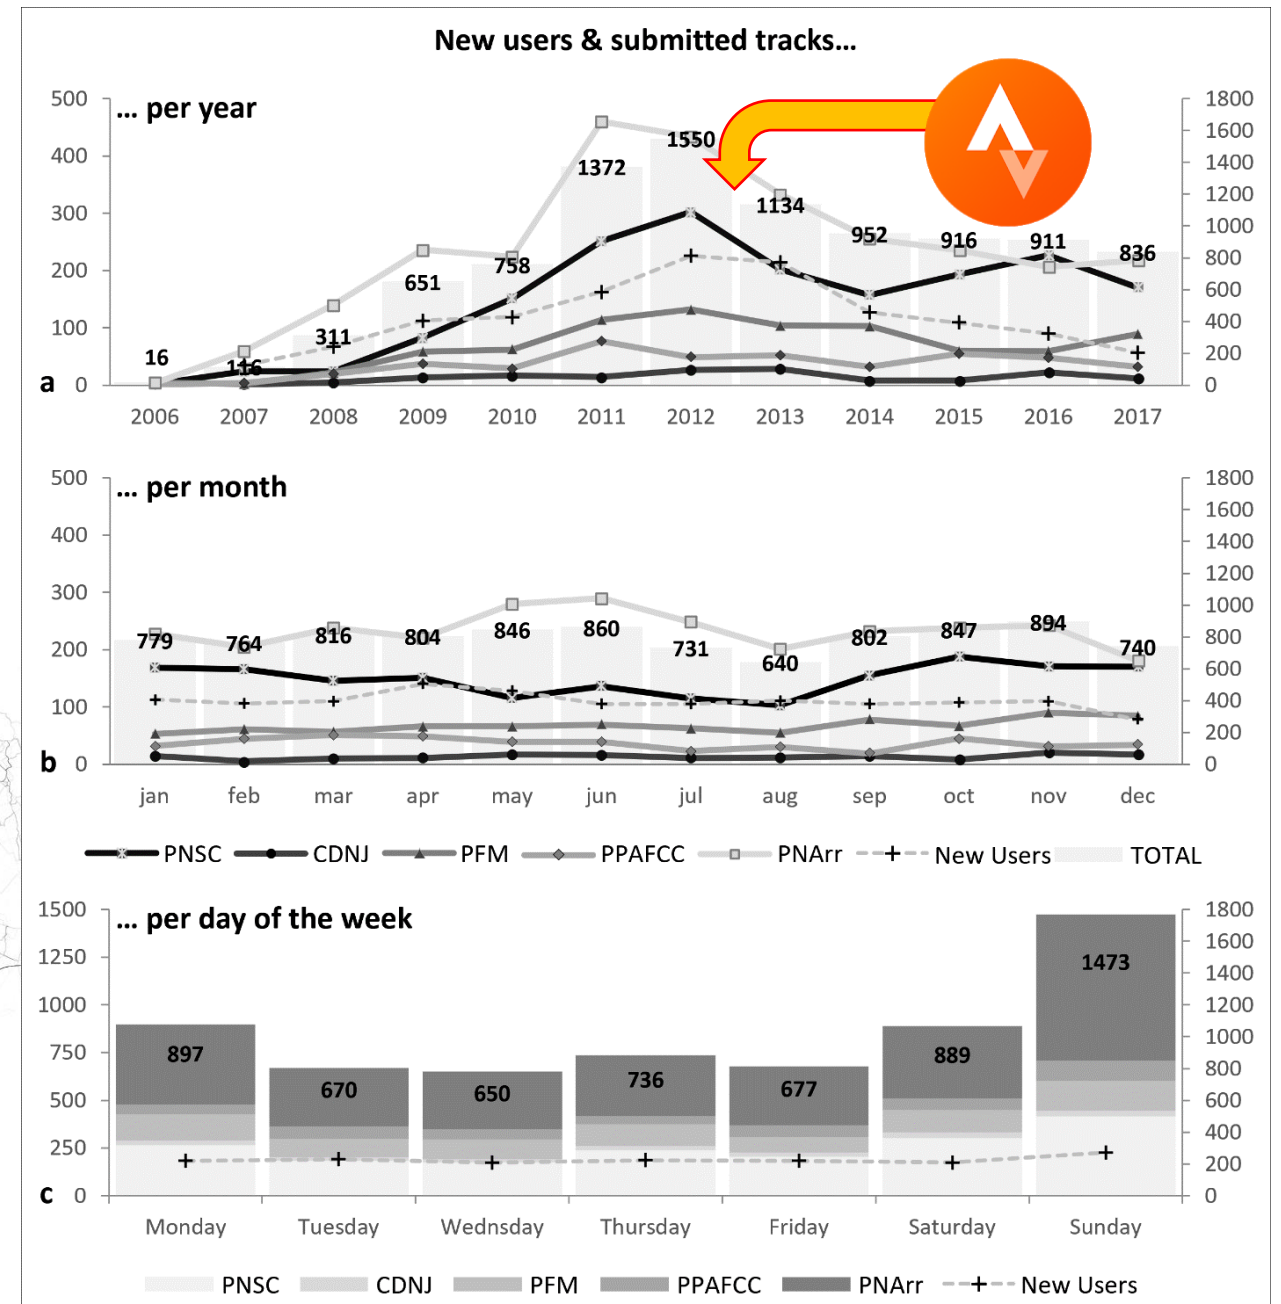 New users & submitted tracks...
... per year
500 400 300 200 100 0
1800 1600 1400 1200 1000 800 600 400 200 0
16 116 311 651 758 1372 1550 1134 952 916 911 836
a
2006 2007 2008 2009 2010 2011 2012 2013 2014 2015 2016 2017
... per month
500 400 300 200 100 0
1800 1600 1400 1200 1000 800 600 400 200 0
779 764 816 804 846 860 731 640 802 847 894 740
b
jan feb mar apr may jun jul aug sep oct nov dec
PNSC CDNJ PFM PPAFCC PNArr New Users TOTAL
... per day of the week
1500 1250 1000 750 500 250 0
1800 1600 1400 1200 1000 800 600 400 200 0
897 670 650 736 677 889 1473
c
Monday Tuesday Wednsday Thursday Friday Saturday Sunday
PNSC CDNJ PFM PPAFCC PNArr New Users